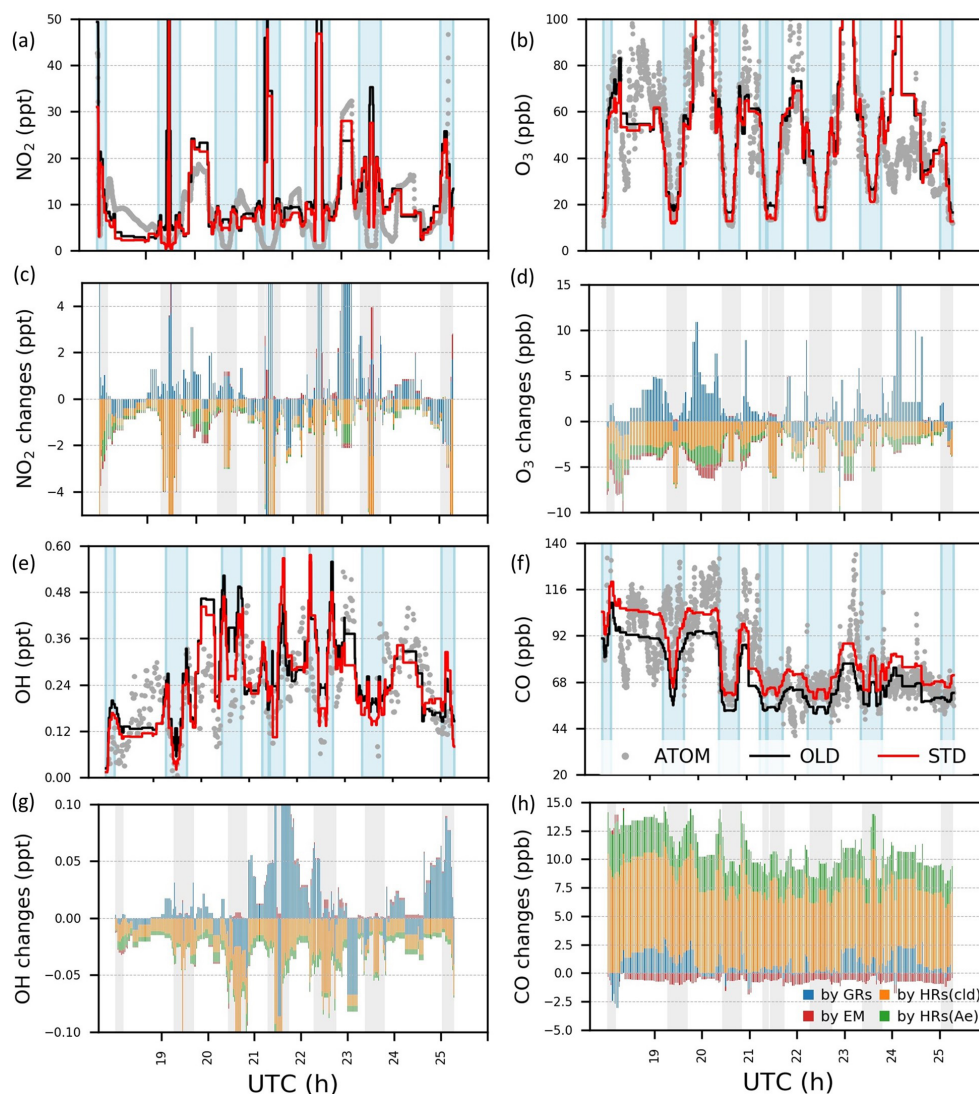 (a)
NO₂ (ppt)
50
40
30
20
10
0
(b)
O₃ (ppb)
100
80
60
40
20
0
(c)
NO₂ changes (ppt)
4
2
0
−2
−4
(d)
O₃ changes (ppb)
15
10
5
0
−5
−10
(e)
OH (ppt)
0.60
0.48
0.36
0.24
0.12
0.00
(f)
CO (ppb)
140
116
92
68
44
20
ATOM OLD STD
(g)
OH changes (ppt)
0.10
0.05
0.00
−0.05
−0.10
19 20 21 22 23 24 25
UTC (h)
(h)
CO changes (ppb)
15.0
12.5
10.0
7.5
5.0
2.5
0.0
−2.5
−5.0
by GRs by HRs(cld)
by EM by HRs(Ae)
19 20 21 22 23 24 25
UTC (h)